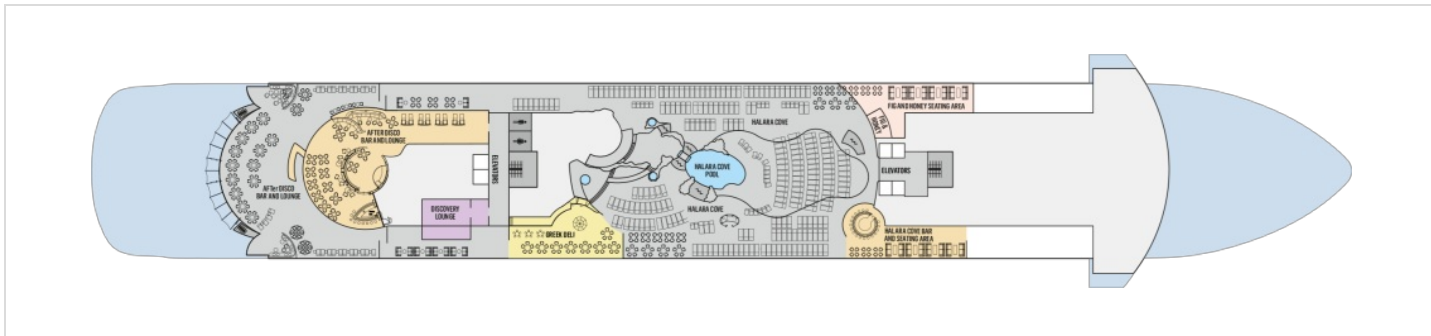 FIG AND HONEY SEATING AREA
FIG &
HONEY
HALARA COVE
AFTER DISCO
BAR AND LOUNGE
ELEVATORS
HALARA COVE
POOL
ELEVATORS
AFTer DISCO
BAR AND LOUNGE
DISCOVERY
LOUNGE
HALARA COVE
GREEK DELI
HALARA COVE BAR
AND SEATING AREA